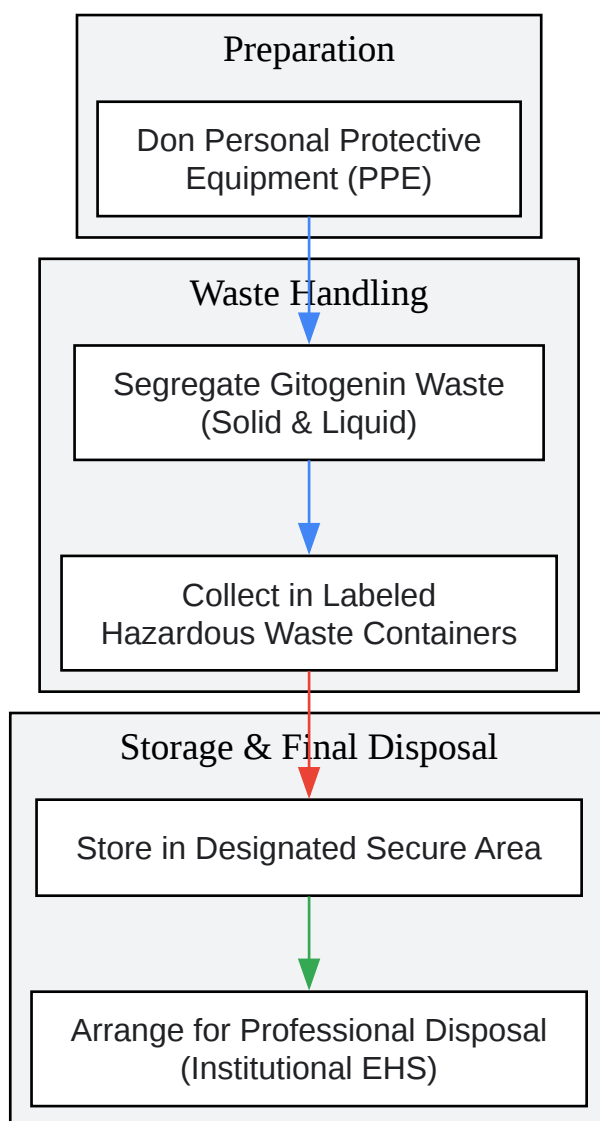 Preparation
Don Personal Protective
Equipment (PPE)
Waste Handling
Segregate Gitogenin Waste
(Solid & Liquid)
Collect in Labeled
Hazardous Waste Containers
Storage & Final Disposal
Store in Designated Secure Area
Arrange for Professional Disposal
(Institutional EHS)